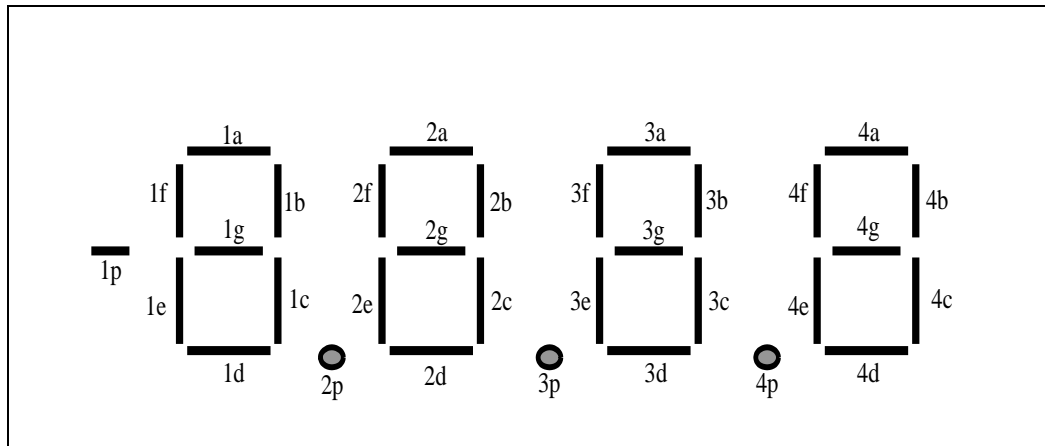 1a 2a 3a 4a
1f 1b 2f 2b 3f 3b 4f 4b
1g 2g 3g 4g
1p
1e 1c 2e 2c 3e 3c 4e 4c
1d 2p 2d 3p 3d 4p 4d